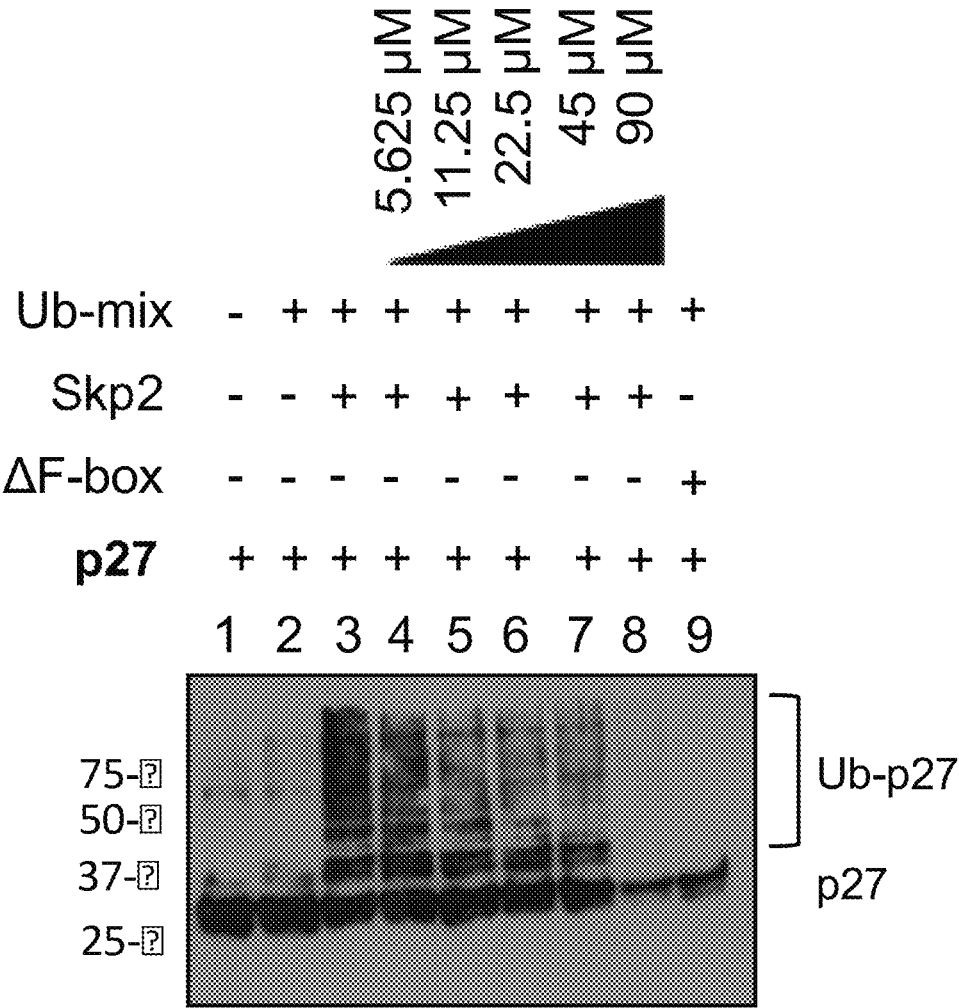 5.625 µM
11.25 µM
22.5 µM
45 µM
90 µM
Ub-mix - + + + + + + + +
Skp2 - - + + + + + + -
ΔF-box - - - - - - - - +
p27 + + + + + + + + +
1 2 3 4 5 6 7 8 9
75-⍰
50-⍰
37-⍰
25-⍰
Ub-p27
p27